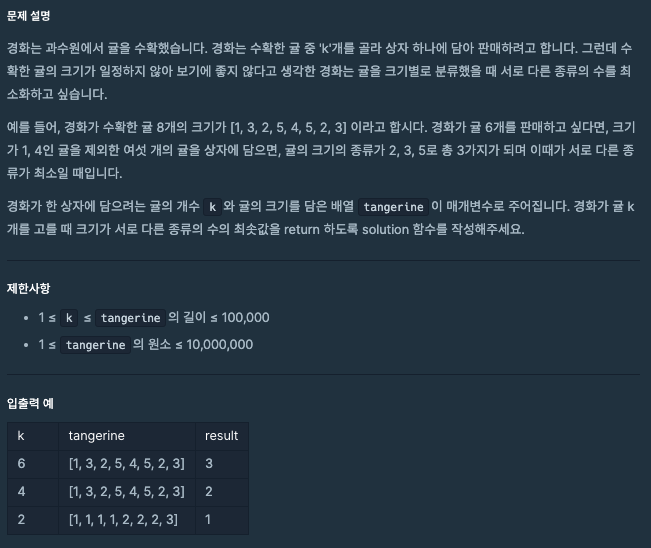 문제 설명
경화는 과수원에서 귤을 수확했습니다. 경화는 수확한 귤 중 'k'개를 골라 상자 하나에 담아 판매하려고 합니다. 그런데 수
확한 귤의 크기가 일정하지 않아 보기에 좋지 않다고 생각한 경화는 귤을 크기별로 분류했을 때 서로 다른 종류의 수를 최
소화하고 싶습니다.
예를 들어, 경화가 수확한 귤 8개의 크기가 [1, 3, 2, 5, 4, 5, 2, 3] 이라고 합시다. 경화가 귤 6개를 판매하고 싶다면, 크기
가 1, 4인 귤을 제외한 여섯 개의 귤을 상자에 담으면, 귤의 크기의 종류가 2, 3, 5로 총 3가지가 되며 이때가 서로 다른 종
류가 최소일 때입니다.
경화가 한 상자에 담으려는 귤의 개수 k 와 귤의 크기를 담은 배열 tangerine 이 매개변수로 주어집니다. 경화가 귤 k
개를 고를 때 크기가 서로 다른 종류의 수의 최솟값을 return 하도록 solution 함수를 작성해주세요.
제한사항
• 1 ≤ k ≤ tangerine 의 길이 ≤ 100,000
• 1 ≤ tangerine 의 원소 ≤ 10,000,000
입출력 예
k tangerine result
6 [1, 3, 2, 5, 4, 5, 2, 3] 3
4 [1, 3, 2, 5, 4, 5, 2, 3] 2
2 [1, 1, 1, 1, 2, 2, 2, 3] 1